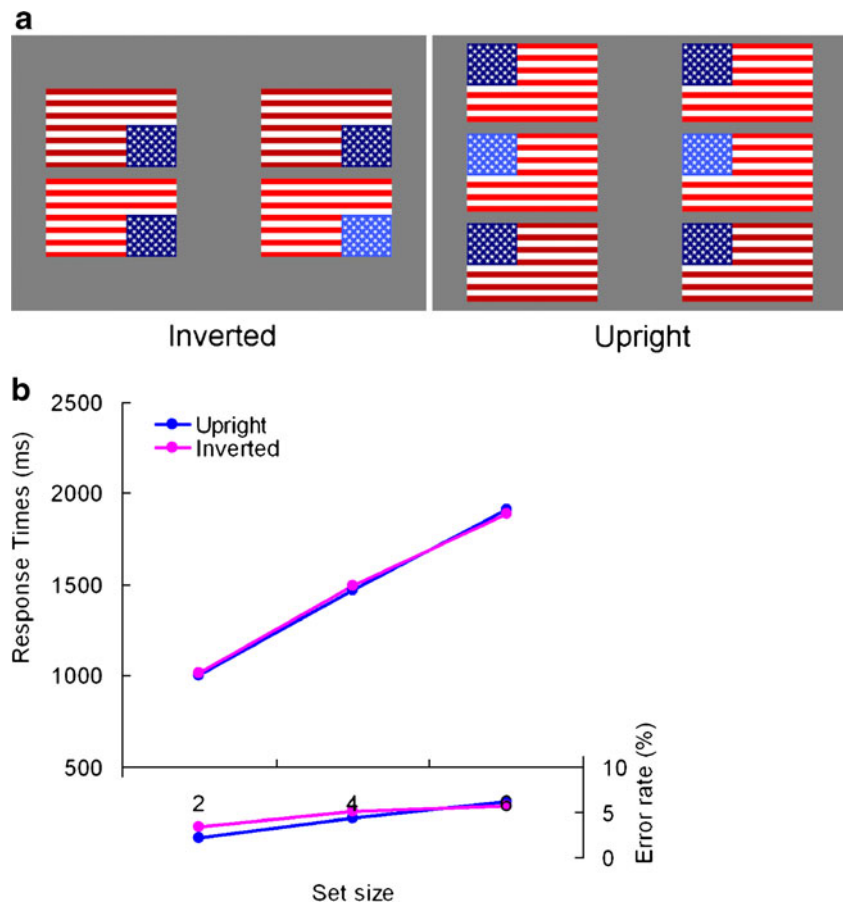 a
Inverted Upright
b
2500
Upright
Inverted
2000
1500
1000
500
Response Times (ms)
2 4
10
5
0
Error rate (%)
Set size